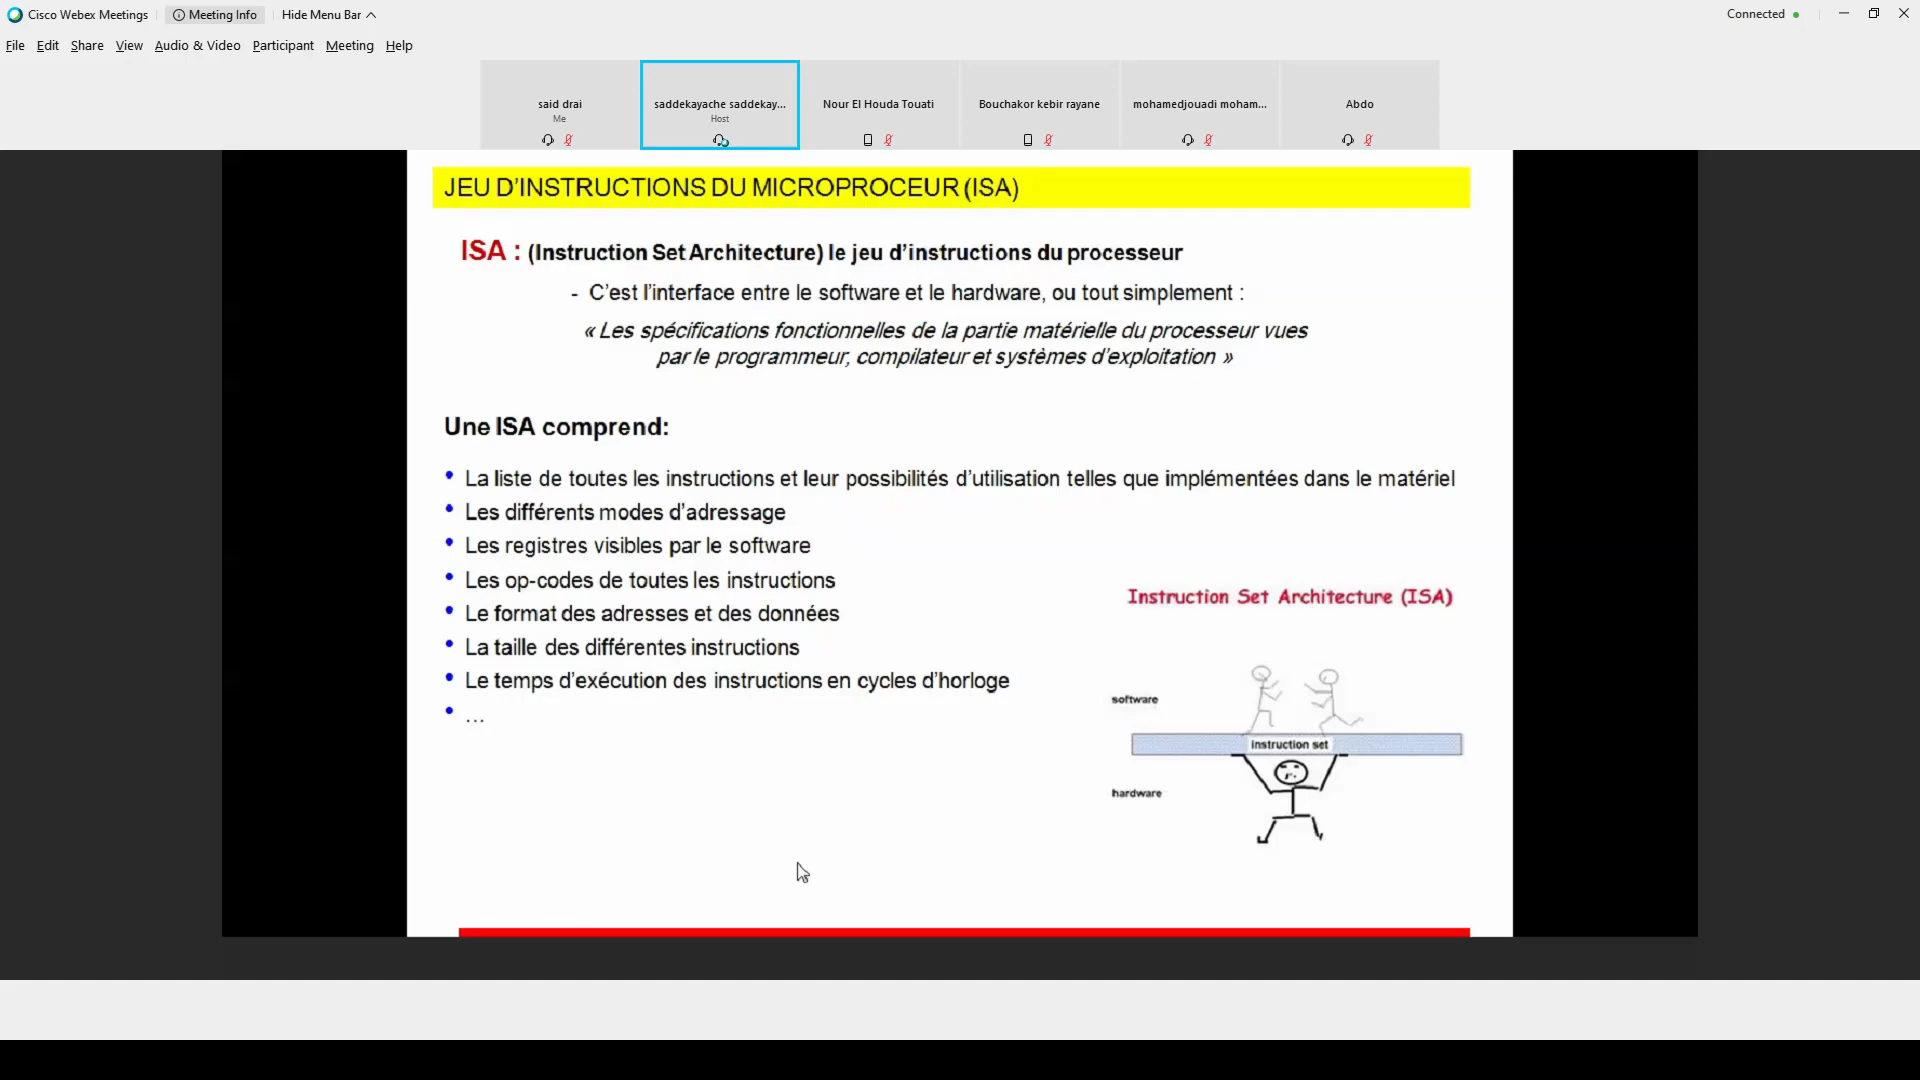 Cisco Webex Meetings
Meeting Info
Hide Menu Bar
Connected
File Edit Share View Audio & Video Participant Meeting Help
said drai
Me
saddekayache saddekay...
Host
Nour El Houda Touati
Bouchakor kebir rayane
mohamedjouadi moham...
Abdo
JEU D'INSTRUCTIONS DU MICROPROCEUR (ISA)
ISA : (Instruction Set Architecture) le jeu d'instructions du processeur
- C'est l'interface entre le software et le hardware, ou tout simplement :
« Les spécifications fonctionnelles de la partie matérielle du processeur vues
par le programmeur, compilateur et systèmes d'exploitation »
Une ISA comprend:
• La liste de toutes les instructions et leur possibilités d'utilisation telles que implémentées dans le matériel
• Les différents modes d'adressage
• Les registres visibles par le software
• Les op-codes de toutes les instructions
• Le format des adresses et des données
• La taille des différentes instructions
• Le temps d'exécution des instructions en cycles d'horloge
• ...
Instruction Set Architecture (ISA)
software
instruction set
hardware